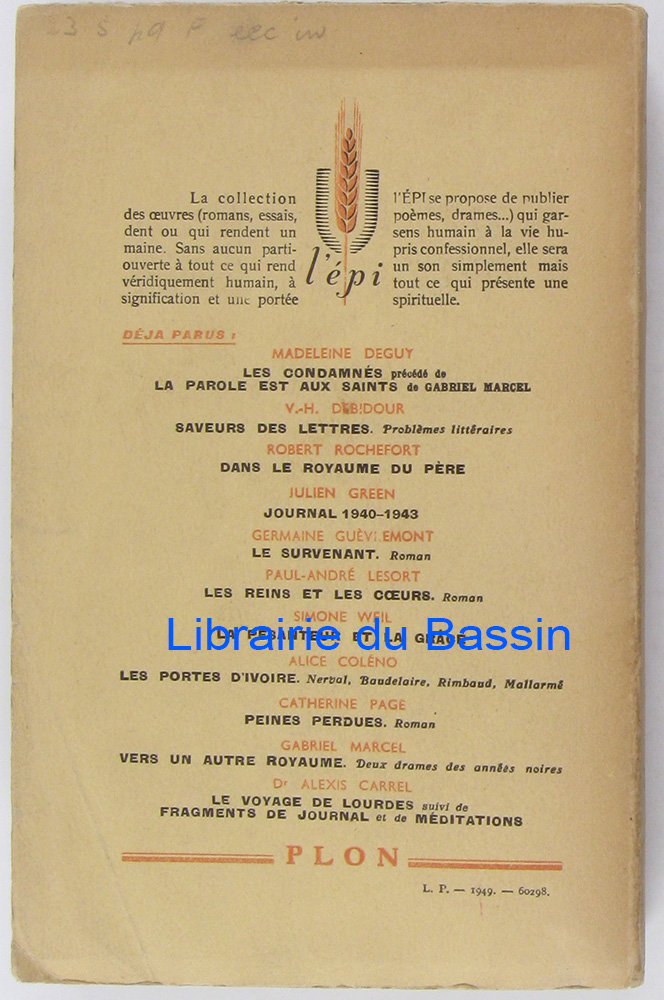 La collection l'ÉPI se propose de publier
des œuvres (romans, essais, poèmes, drames...) qui gar-
dent ou qui rendent un sens humain à la vie hu-
maine. Sans aucun parti- pris confessionnel, elle sera
ouverte à tout ce qui rend un son simplement mais
véridiquement humain, à tout ce qui présente une
signification et une portée spirituelle.
l'épi
DÉJA PARUS :
MADELEINE DEGUY
LES CONDAMNÉS précédé de
LA PAROLE EST AUX SAINTS de GABRIEL MARCEL
V.-H. DEBIDOUR
SAVEURS DES LETTRES. Problèmes littéraires
ROBERT ROCHEFORT
DANS LE ROYAUME DU PÈRE
JULIEN GREEN
JOURNAL 1940-1943
GERMAINE GUÈVREMONT
LE SURVENANT. Roman
PAUL-ANDRÉ LESORT
LES REINS ET LES CŒURS. Roman
SIMONE WEIL
LA PESANTEUR ET LA GRACE
Librairie du Bassin
ALICE COLÉNO
LES PORTES D'IVOIRE. Nerval, Baudelaire, Rimbaud, Mallarmé
CATHERINE PAGE
PEINES PERDUES. Roman
GABRIEL MARCEL
VERS UN AUTRE ROYAUME. Deux drames des années noires
Dr ALEXIS CARREL
LE VOYAGE DE LOURDES suivi de
FRAGMENTS DE JOURNAL et de MÉDITATIONS
PLON
L. P. — 1949. — 60298.